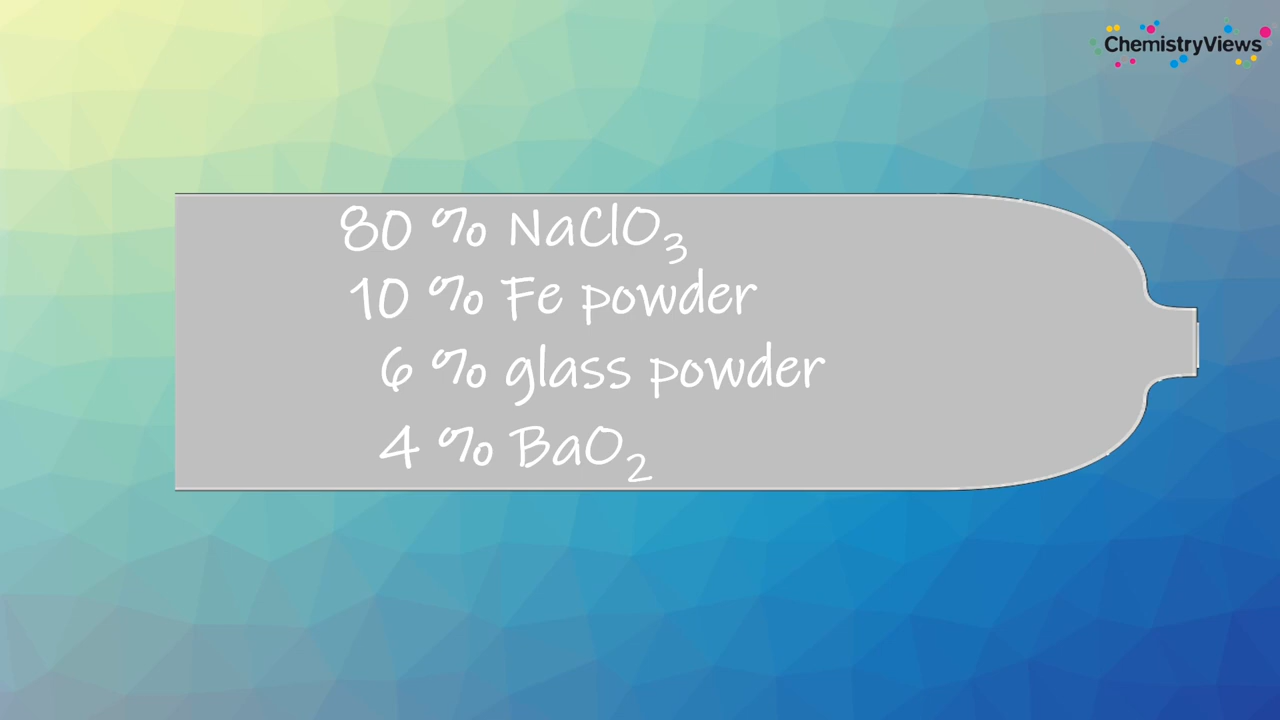 ChemistryViews
80 % NaClO₃
10 % Fe powder
6 % glass powder
4 % BaO₂